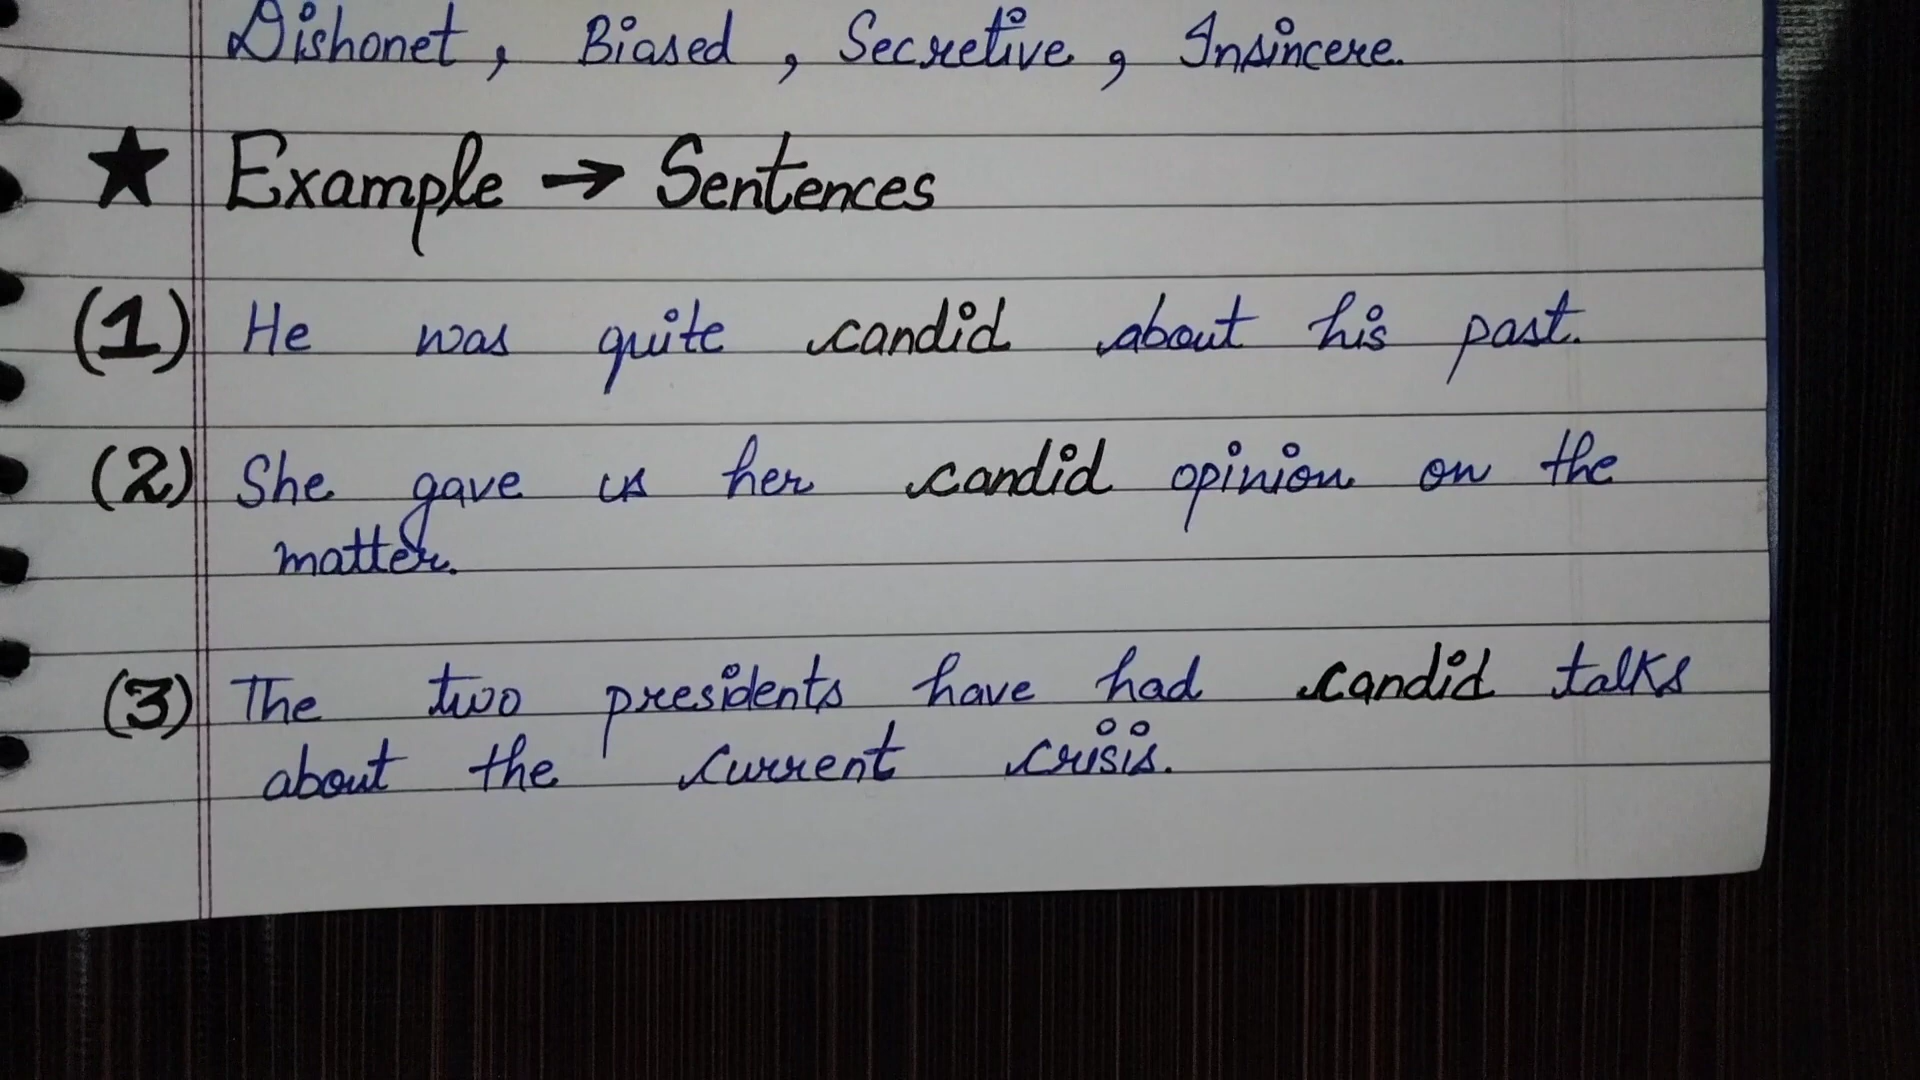 Dishonet, Biased, Secretive, Insincere.
★ Example → Sentences
(1) He was quite candid about his past.
(2) She gave us her candid opinion on the
matter.
(3) The two presidents have had candid talks
about the current crisis.